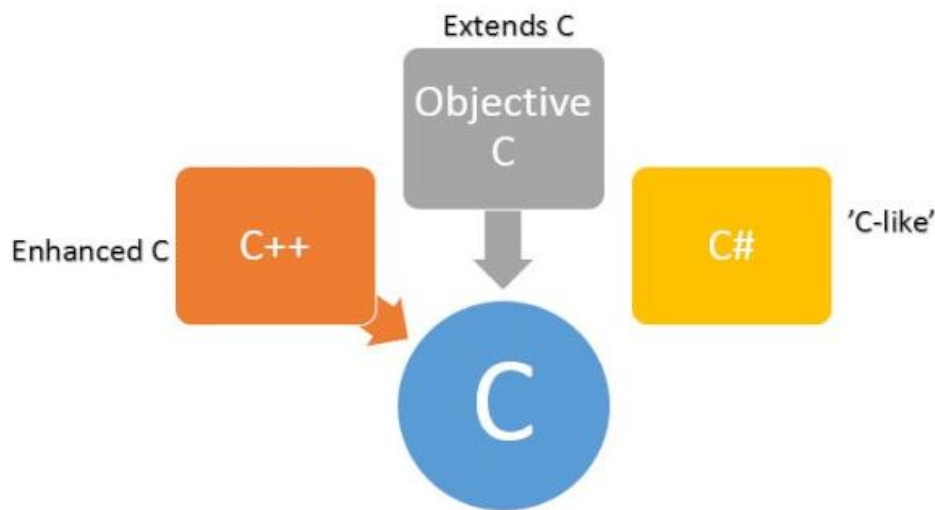 Extends C
Objective
C
Enhanced C
C++
C#
’C-like’
C